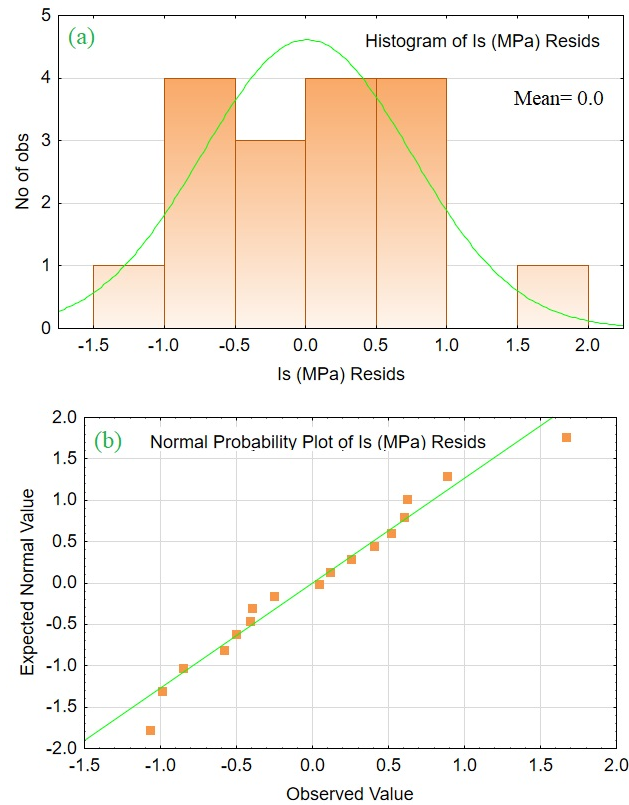 (a)
Histogram of Is (MPa) Resids
Mean= 0.0
No of obs
5
4
3
2
1
0
-1.5 -1.0 -0.5 0.0 0.5 1.0 1.5 2.0
Is (MPa) Resids
(b)
Normal Probability Plot of Is (MPa) Resids
Expected Normal Value
2.0
1.5
1.0
0.5
0.0
-0.5
-1.0
-1.5
-2.0
-1.5 -1.0 -0.5 0.0 0.5 1.0 1.5 2.0
Observed Value